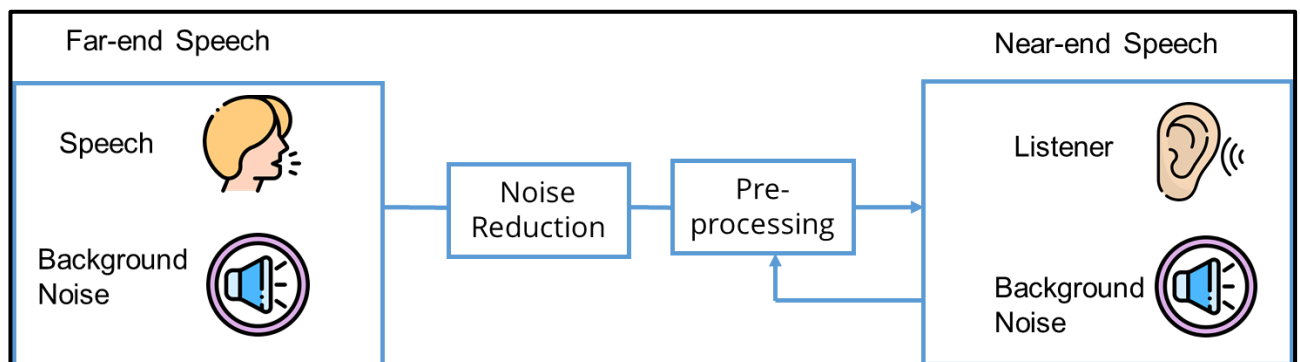 Far-end Speech
Speech
Background
Noise
Noise
Reduction
Pre-
processing
Near-end Speech
Listener
Background
Noise